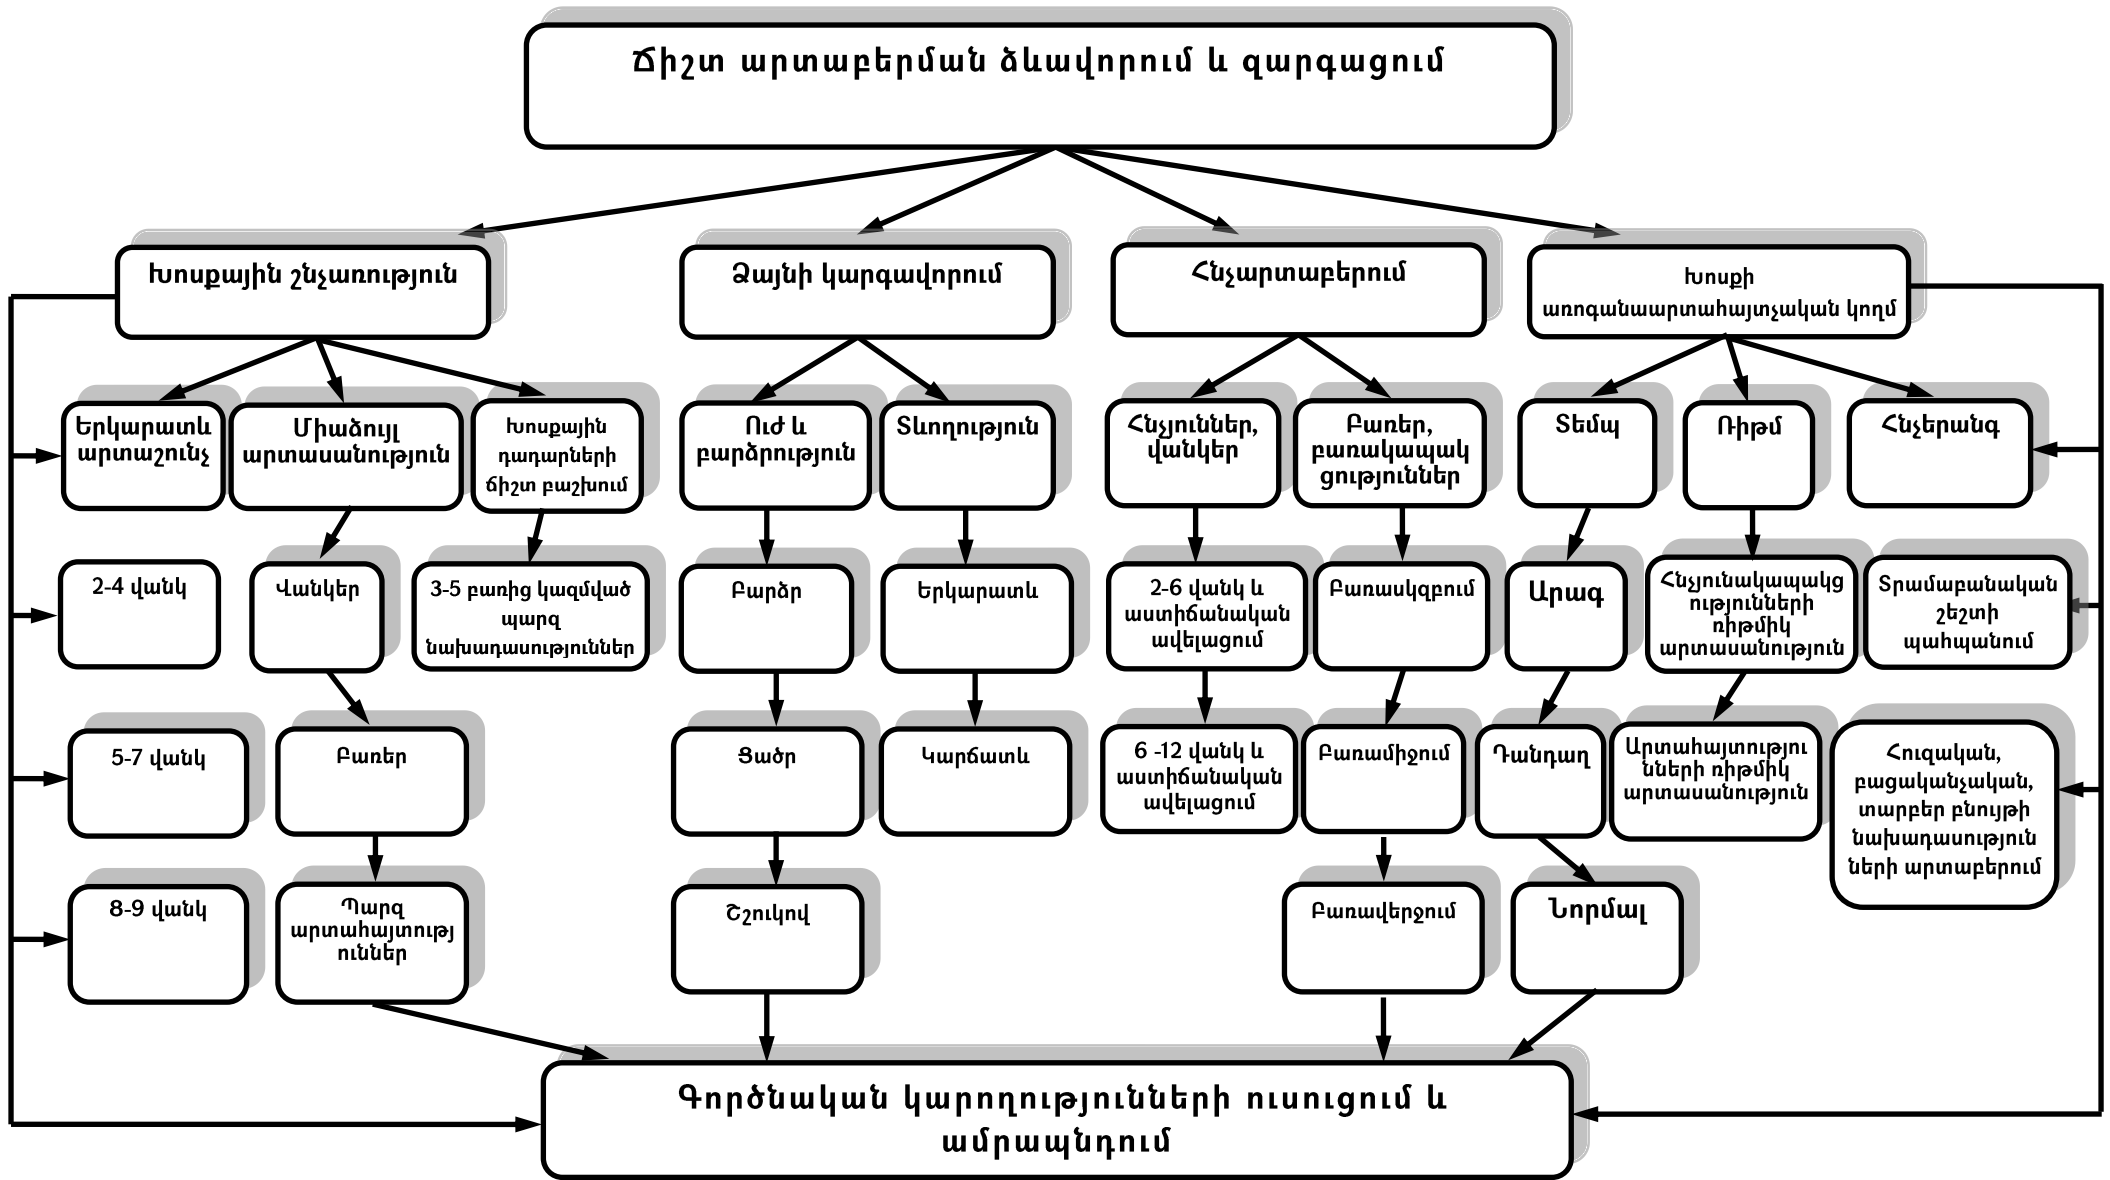 Ճիշտ արտաբերման ձևավորում և զարգացում
Խոսքային շնչառություն
Ձայնի կարգավորում
Հնչարտաբերում
Խոսքի
առոգանաարտահայտչական կողմ
Երկարատև
արտաշունչ
Միաձույլ
արտասանություն
Խոսքային
դադարների
ճիշտ բաշխում
Ուժ և
բարձրություն
Տևողություն
Հնչյուններ,
վանկեր
Բառեր,
բառակապակ
ցություններ
Տեմպ
Ռիթմ
Հնչերանգ
2-4 վանկ
Վանկեր
3-5 բառից կազմված
պարզ
նախադասություններ
Բարձր
Երկարատև
2-6 վանկ և
աստիճանական
ավելացում
Բառասկզբում
Արագ
Հնչյունակապակց
ությունների
ռիթմիկ
արտասանություն
Տրամաբանական
շեշտի
պահպանում
5-7 վանկ
Բառեր
Ցածր
Կարճատև
6 -12 վանկ և
աստիճանական
ավելացում
Բառամիջում
Դանդաղ
Արտահայտությու
նների ռիթմիկ
արտասանություն
Հուզական,
բացականչական,
տարբեր բնույթի
նախադասություն
ների արտաբերում
8-9 վանկ
Պարզ
արտահայտությ
ուններ
Շշուկով
Բառավերջում
Նորմալ
Գործնական կարողությունների ուսուցում և
ամրապնդում